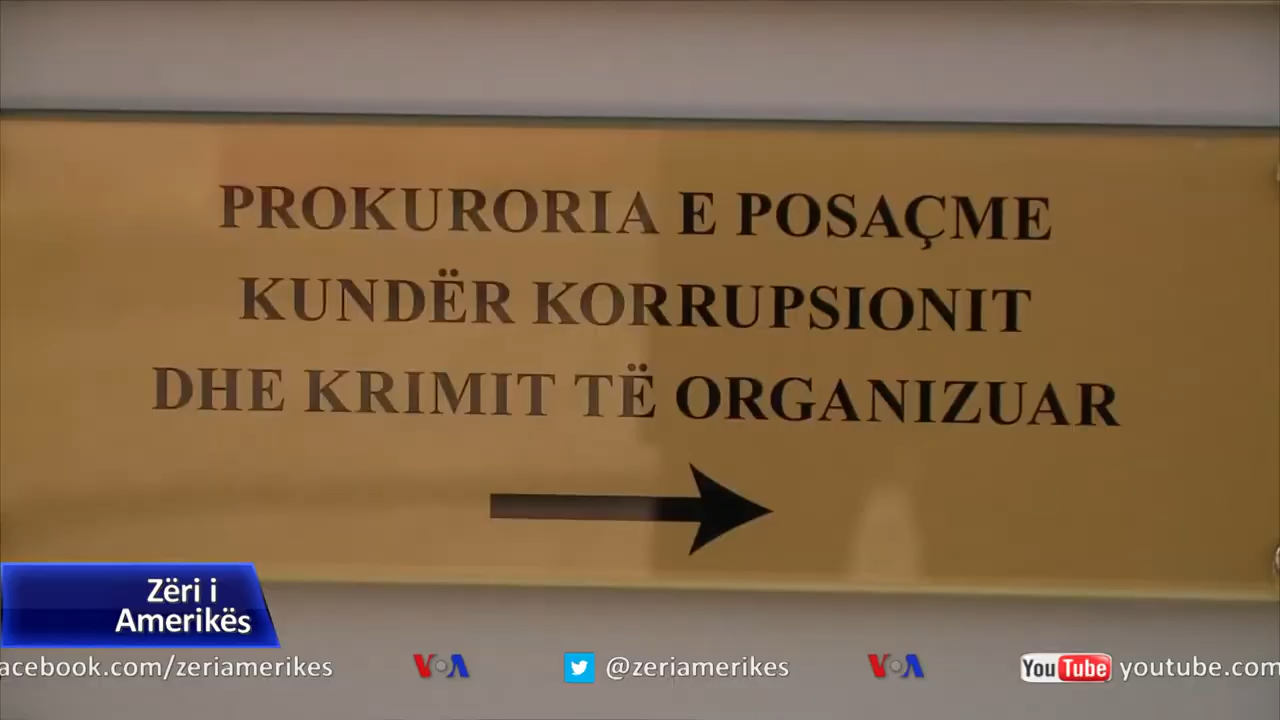 PROKURORIA E POSAÇME
KUNDËR KORRUPSIONIT
DHE KRIMIT TË ORGANIZUAR
Zëri i
Amerikës
acebook.com/zeriamerikes VOA @zeriamerikes VOA YouTube youtube.com